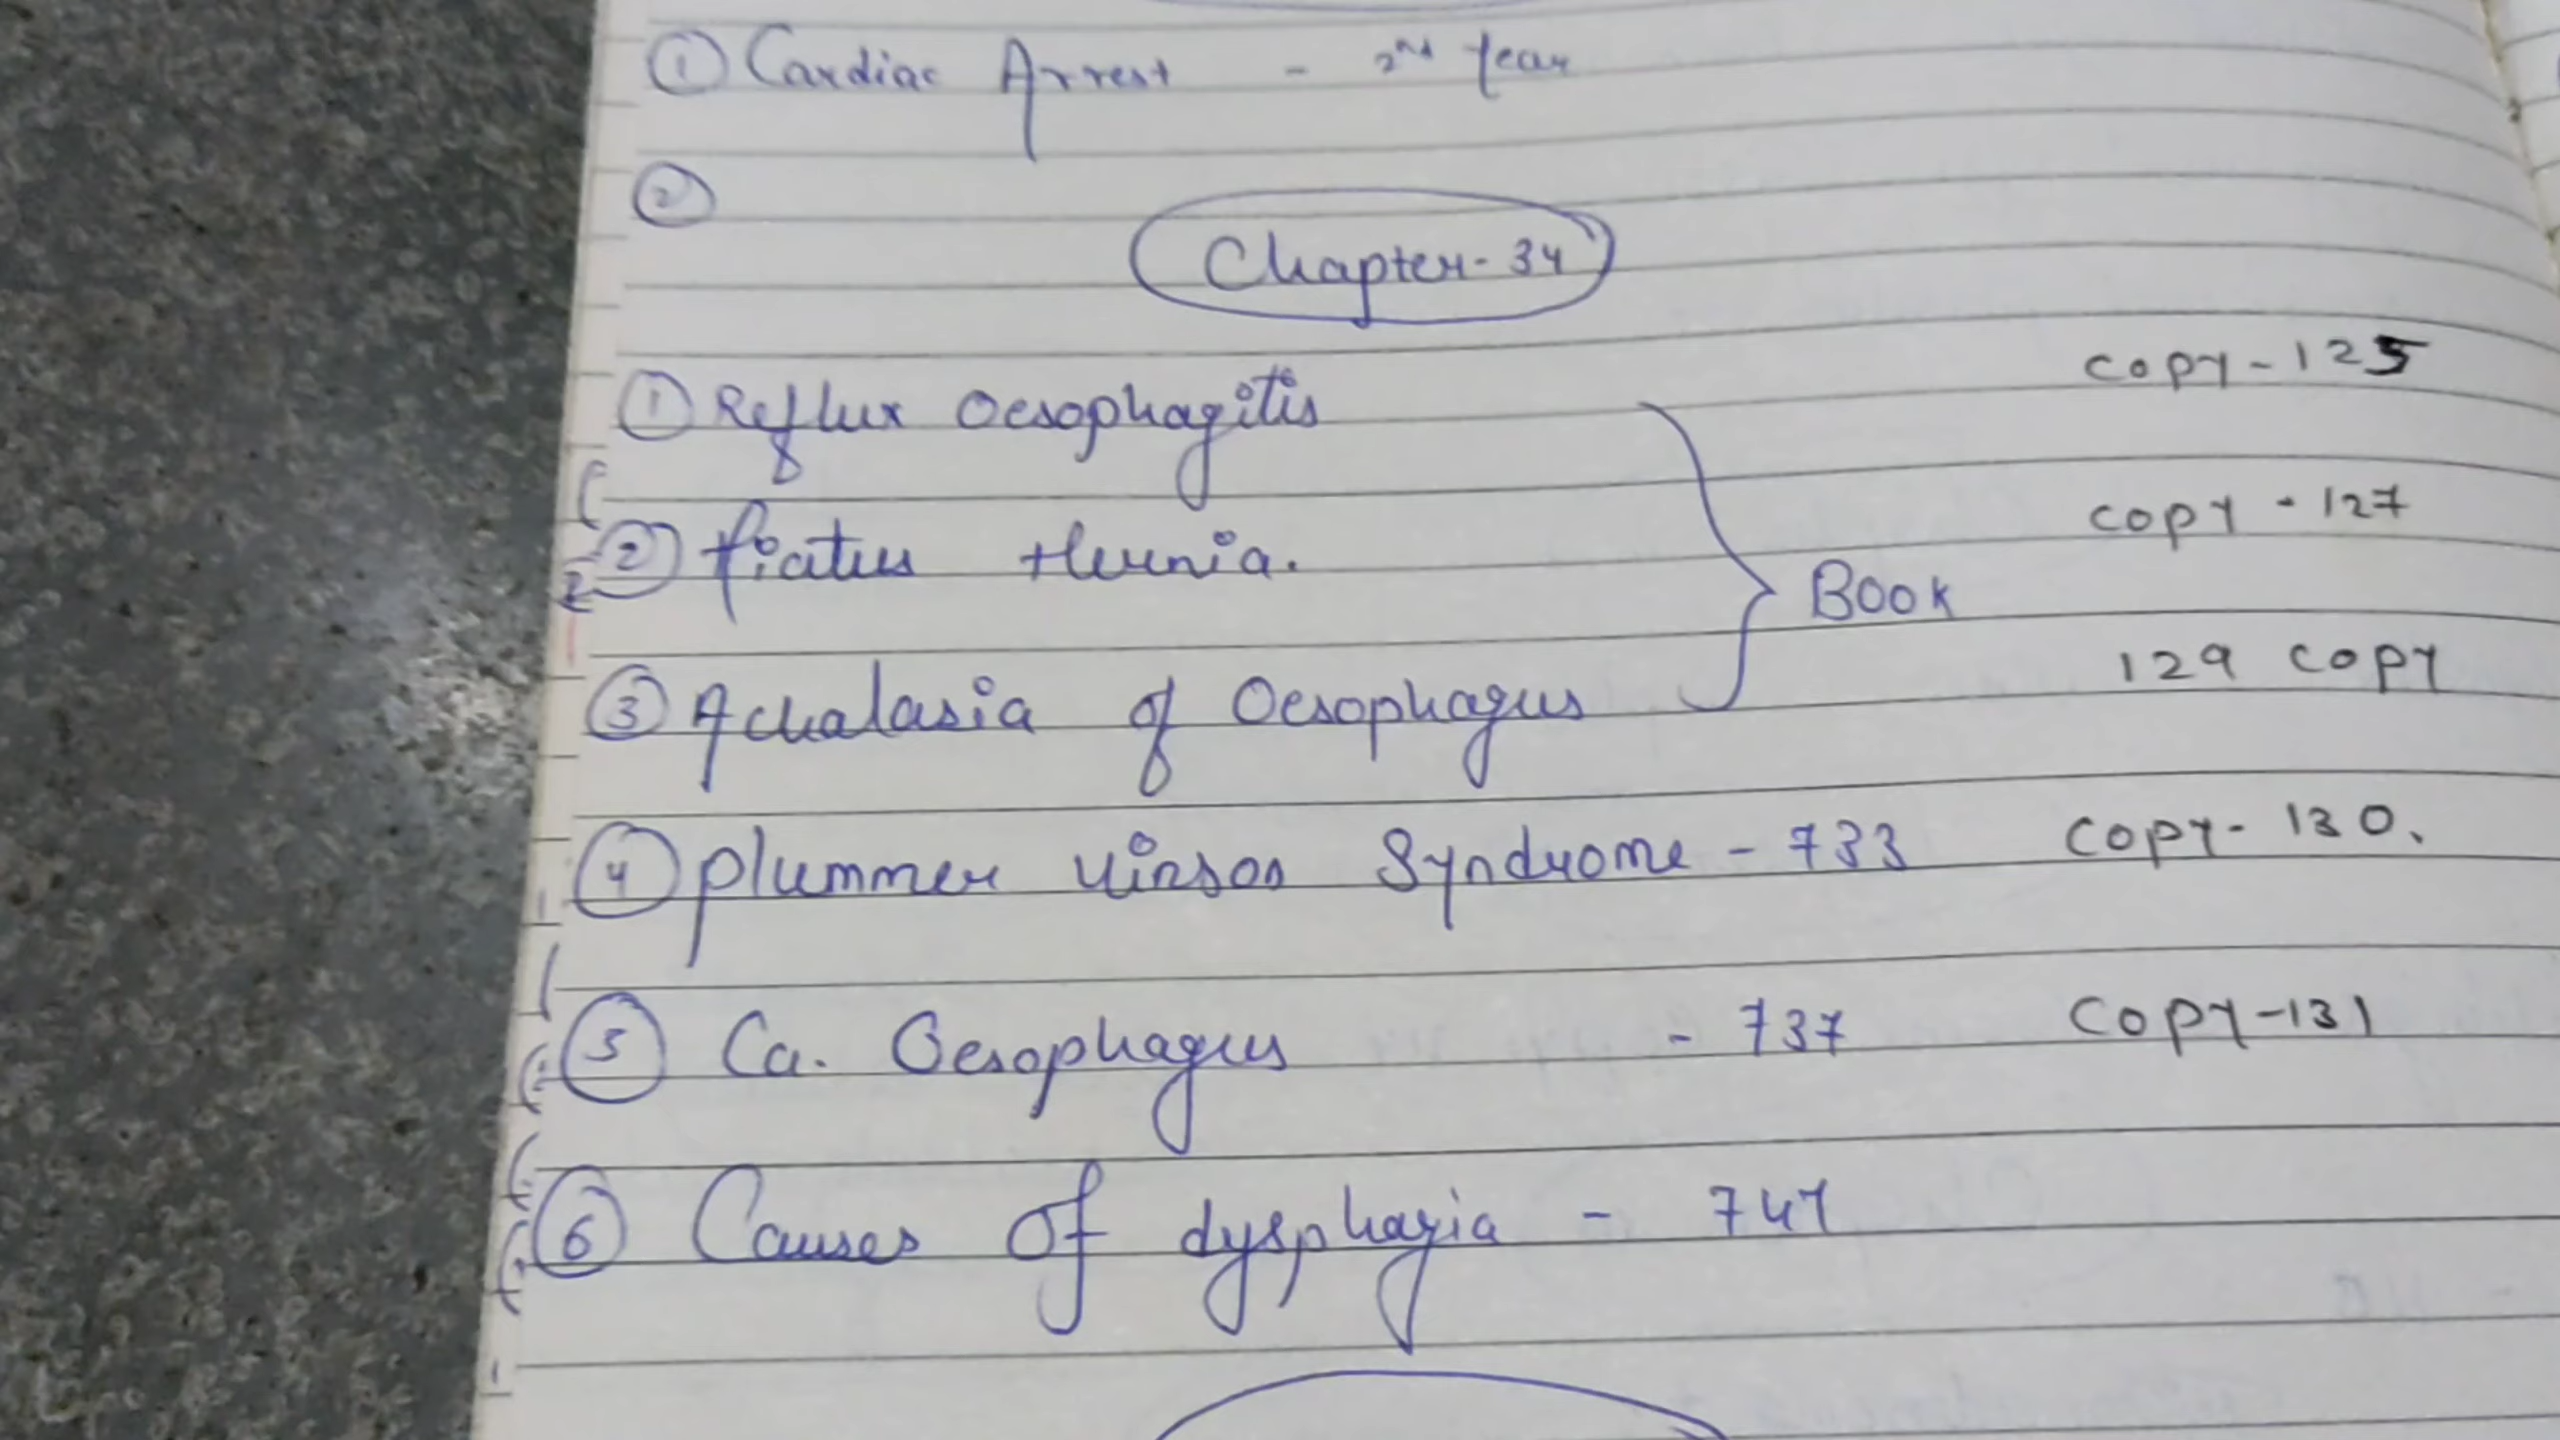 ① Cardiac Arrest - 2nd Year
②
Chapter-34
① Reflux Oesophagitis copy-125
② Hiatus Hernia. copy-127
Book
③ Achalasia of Oesophagus 129 copy
④ Plummer Vinson Syndrome - 733 copy-130.
⑤ Ca. Oesophagus - 737 copy-131
⑥ Causes of dysphagia - 741